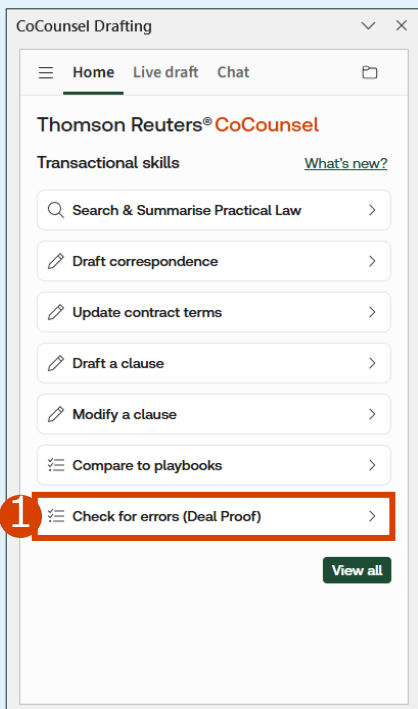 CoCounsel Drafting
Home Live draft Chat
Thomson Reuters® CoCounsel
Transactional skills What's new?
Search & Summarise Practical Law
Draft correspondence
Update contract terms
Draft a clause
Modify a clause
Compare to playbooks
1 Check for errors (Deal Proof)
View all